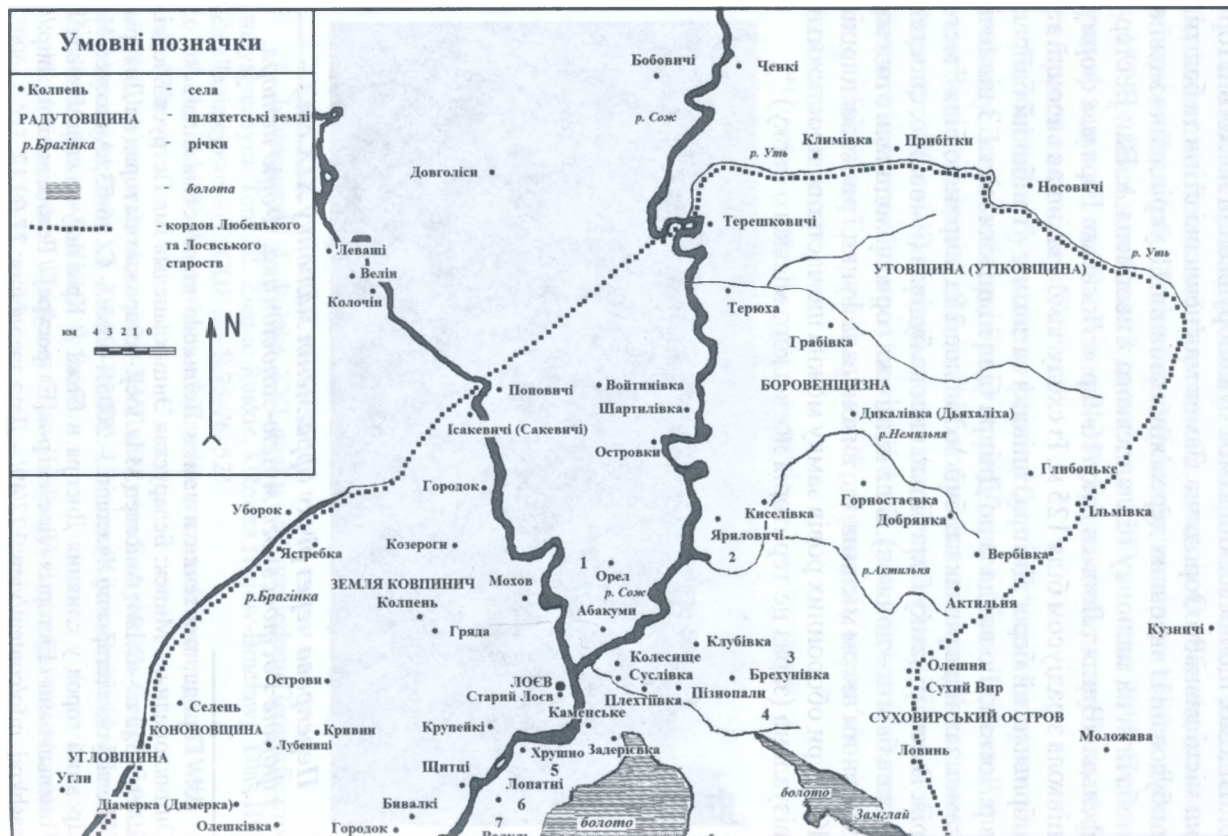 Умовні позначки
• Колпень - села
РАДУТОВЩИНА - шляхетські землі
р.Брагінка - річки
- болота
- кордон Любецького
та Лоєвського
староств
км 4 3 2 1 0
N
Бобовичі
Ченкі
р. Сож
Климівка
Прибітки
р. Уть
Довголіси
Носовичі
Терешковичі
Леваші
Велін
р. Уть
УТОВЩИНА (УТКОВЩИНА)
Колочін
Терюха
Грабівка
Поповичі
Войтинівка
БОРОВЕНЩИЗНА
Шартилівка
Дикалівка (Дьяхаліха)
Ісакевичі (Сакевичі)
р.Немильня
Островки
Глибоцьке
Городок
Горностаєвка
Киселівка
Ільмівка
Уборок
Добрянка
Яриловичі
Козероги
Ястребка
1
2
Вербівка
Орел
ЗЕМЛЯ КОВПИНИЧ
Мохов
р.Актильня
р.Брагінка
р. Сож
Колпень
Абакуми
Актильня
Кузничі
Гряда
Клубівка
Колесище
3
Олешня
ЛОЄВ
Суслівка
Брехунівка
Острови
Старий Лоєв
Плехтіївка
Пізнопали
Сухий Вир
Селень
Каменське
4
СУХОВИРСЬКИЙ ОСТРОВ
КОНОНОВЩИНА
Кривин
Крупейкі
Лубениці
Задерієвка
Хрушно
Ловинь
Моложава
УГЛОВЩИНА
5
Щитці
Угли
Лопатні
болото
Діамерка (Димерка)
6
Бивалкі
Замглай
7
болото
Олешківка
Городок